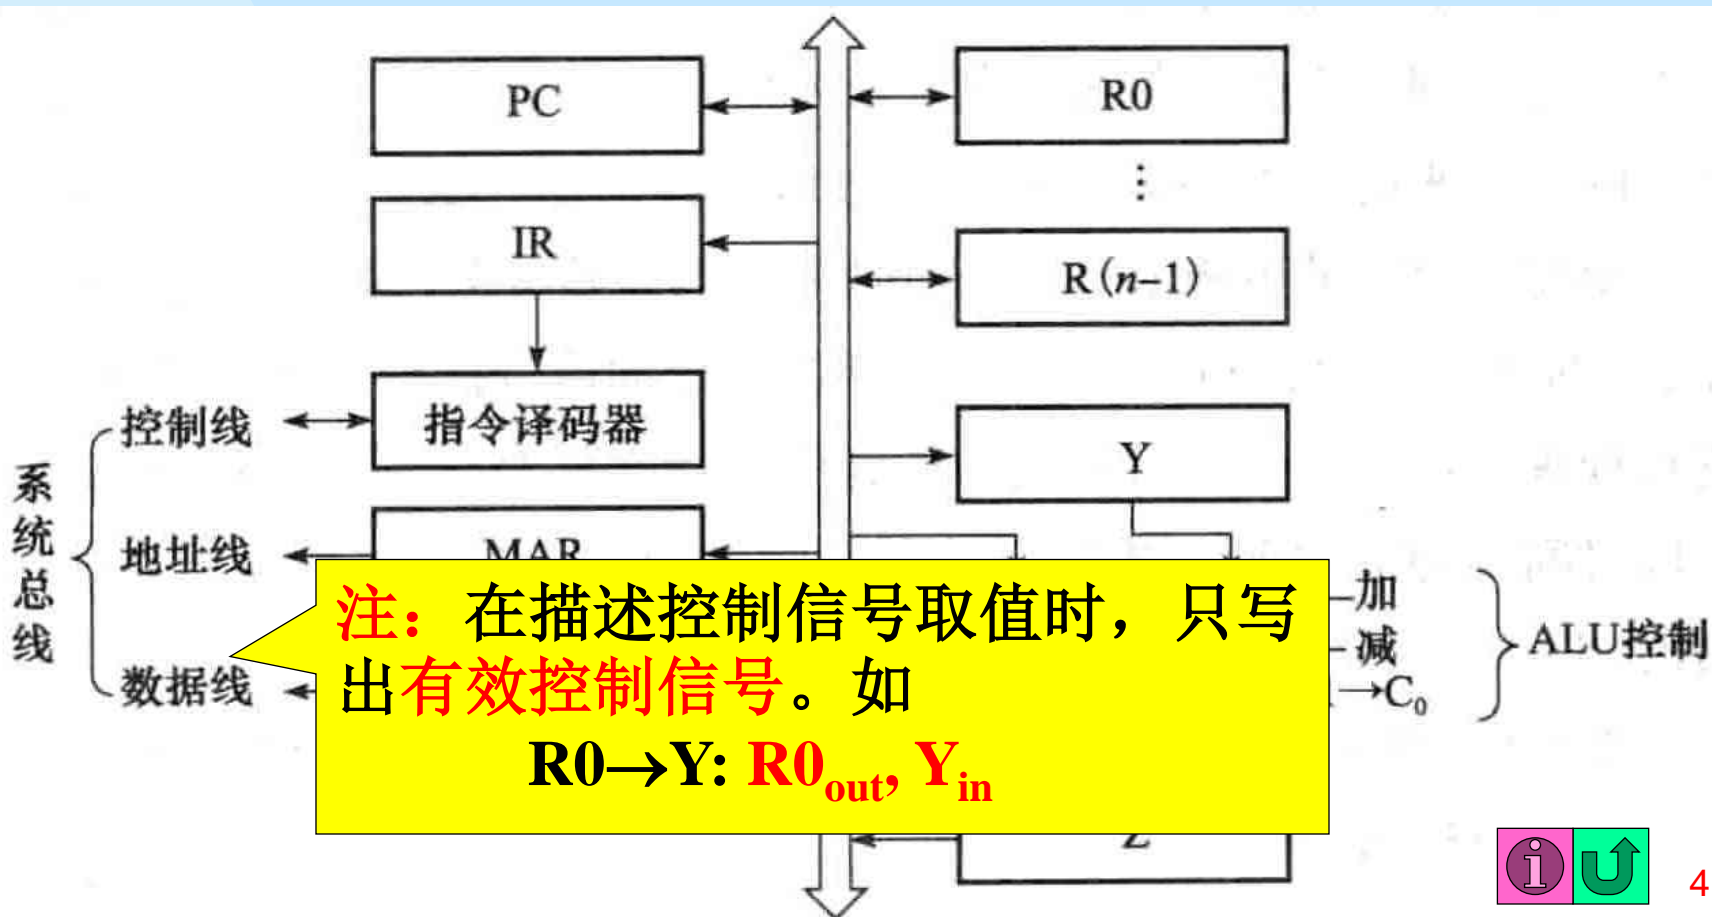 PC
R0
IR
R(n-1)
控制线
指令译码器
Y
系统总线
地址线
MAR
数据线
加
减
→C₀
ALU控制
注：在描述控制信号取值时，只写
出有效控制信号。如
R0→Y: R0out, Yin
Z
4